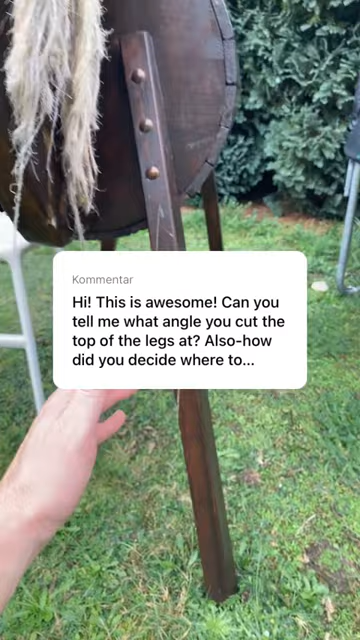 Kommentar
Hi! This is awesome! Can you
tell me what angle you cut the
top of the legs at? Also-how
did you decide where to...